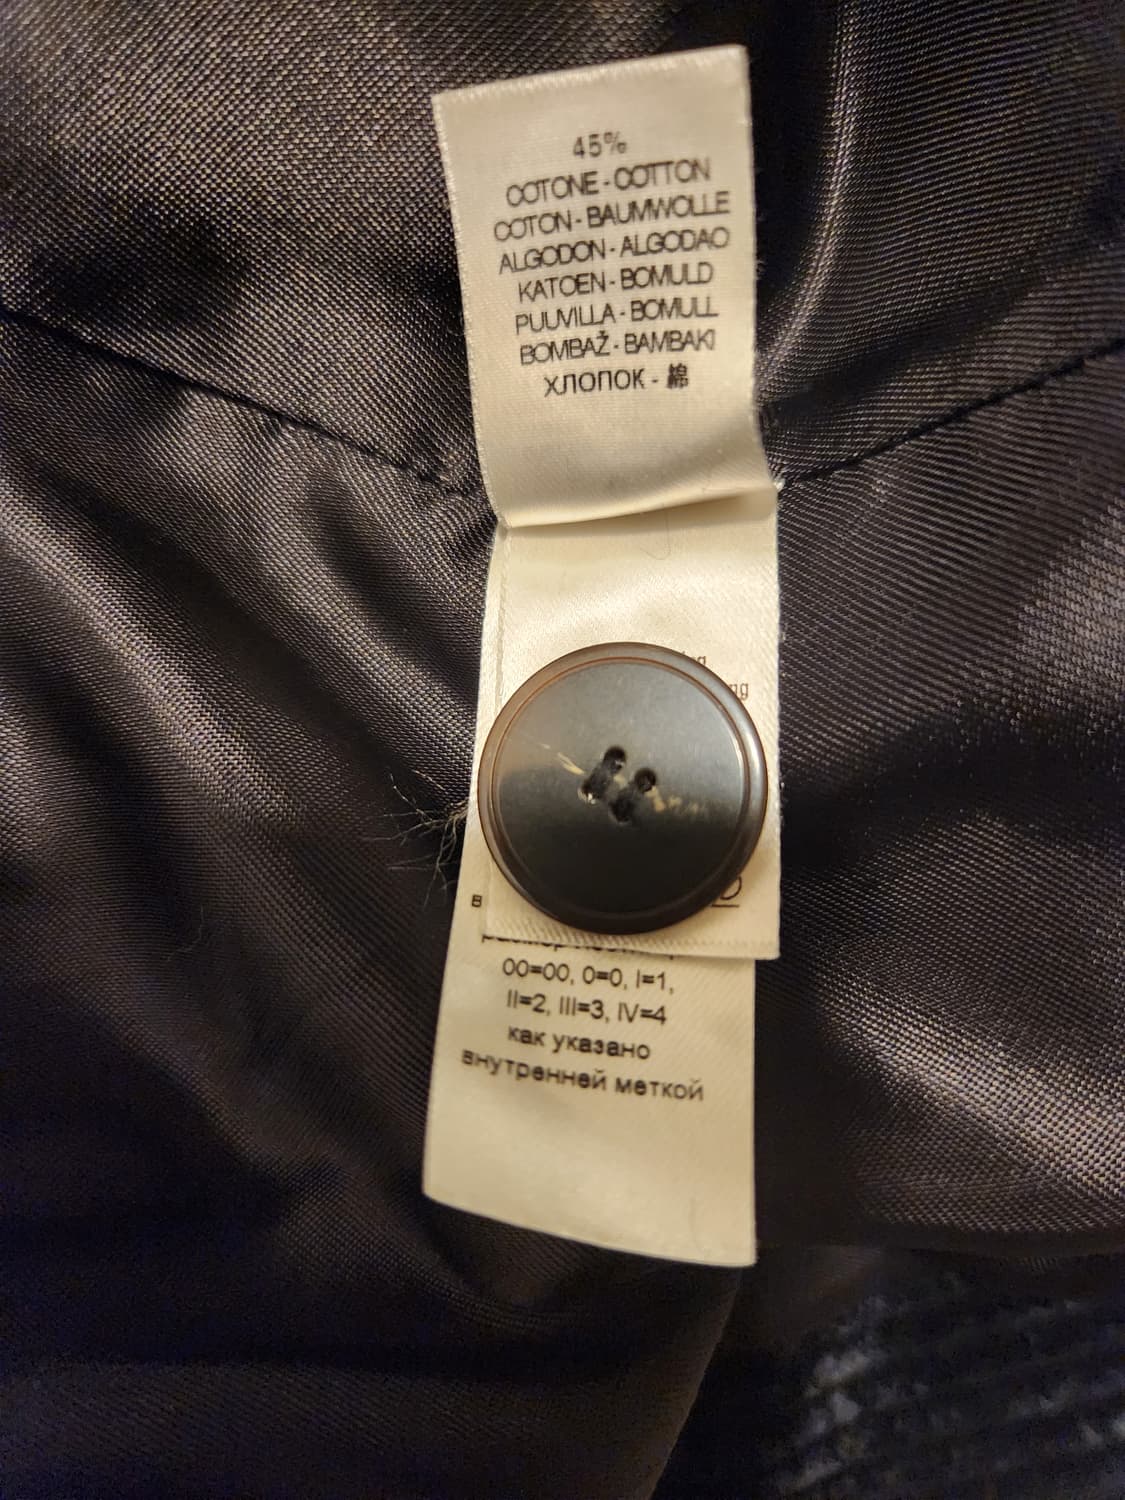 45%
COTONE - COTTON
COTON - BAUMWOLLE
ALGODON - ALGODAO
KATOEN - BOMULD
PUUVILLA - BOMULL
BOMBAŽ - BAMBAKI
ХЛОПОК - 綿
в
размер
00=00, 0=0, I=1,
II=2, III=3, IV=4
как указано
внутренней меткой